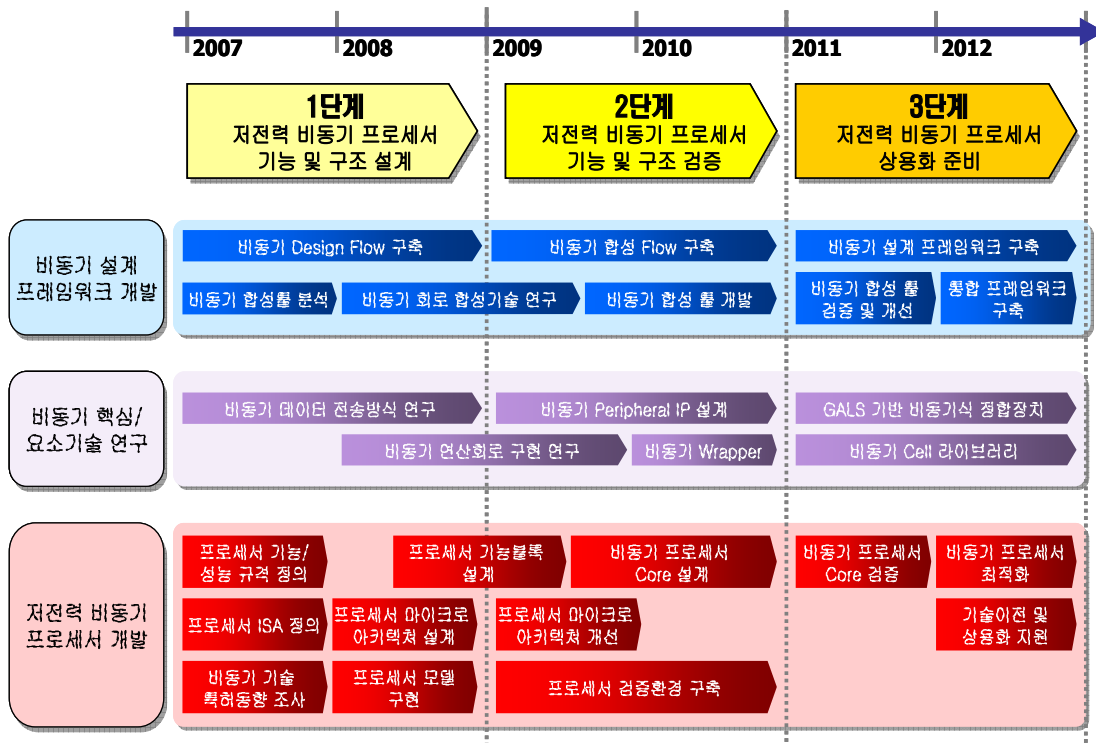 2007
2008
2009
2010
2011
2012
1단계
저전력 비동기 프로세서
기능 및 구조 설계
2단계
저전력 비동기 프로세서
기능 및 구조 검증
3단계
저전력 비동기 프로세서
상용화 준비
비동기 설계
프레임워크 개발
비동기 Design Flow 구축
비동기 합성 Flow 구축
비동기 설계 프레임워크 구축
비동기 합성툴 분석
비동기 회로 합성기술 연구
비동기 합성 툴 개발
비동기 합성 툴
검증 및 개선
통합 프레임워크
구축
비동기 핵심/
요소기술 연구
비동기 데이터 전송방식 연구
비동기 Peripheral IP 설계
GALS 기반 비동기식 정합장치
비동기 연산회로 구현 연구
비동기 Wrapper
비동기 Cell 라이브러리
저전력 비동기
프로세서 개발
프로세서 기능/
성능 규격 정의
프로세서 기능블록
설계
비동기 프로세서
Core 설계
비동기 프로세서
Core 검증
비동기 프로세서
최적화
프로세서 ISA 정의
프로세서 마이크로
아키텍처 설계
프로세서 마이크로
아키텍처 개선
기술이전 및
상용화 지원
비동기 기술
특허동향 조사
프로세서 모델
구현
프로세서 검증환경 구축